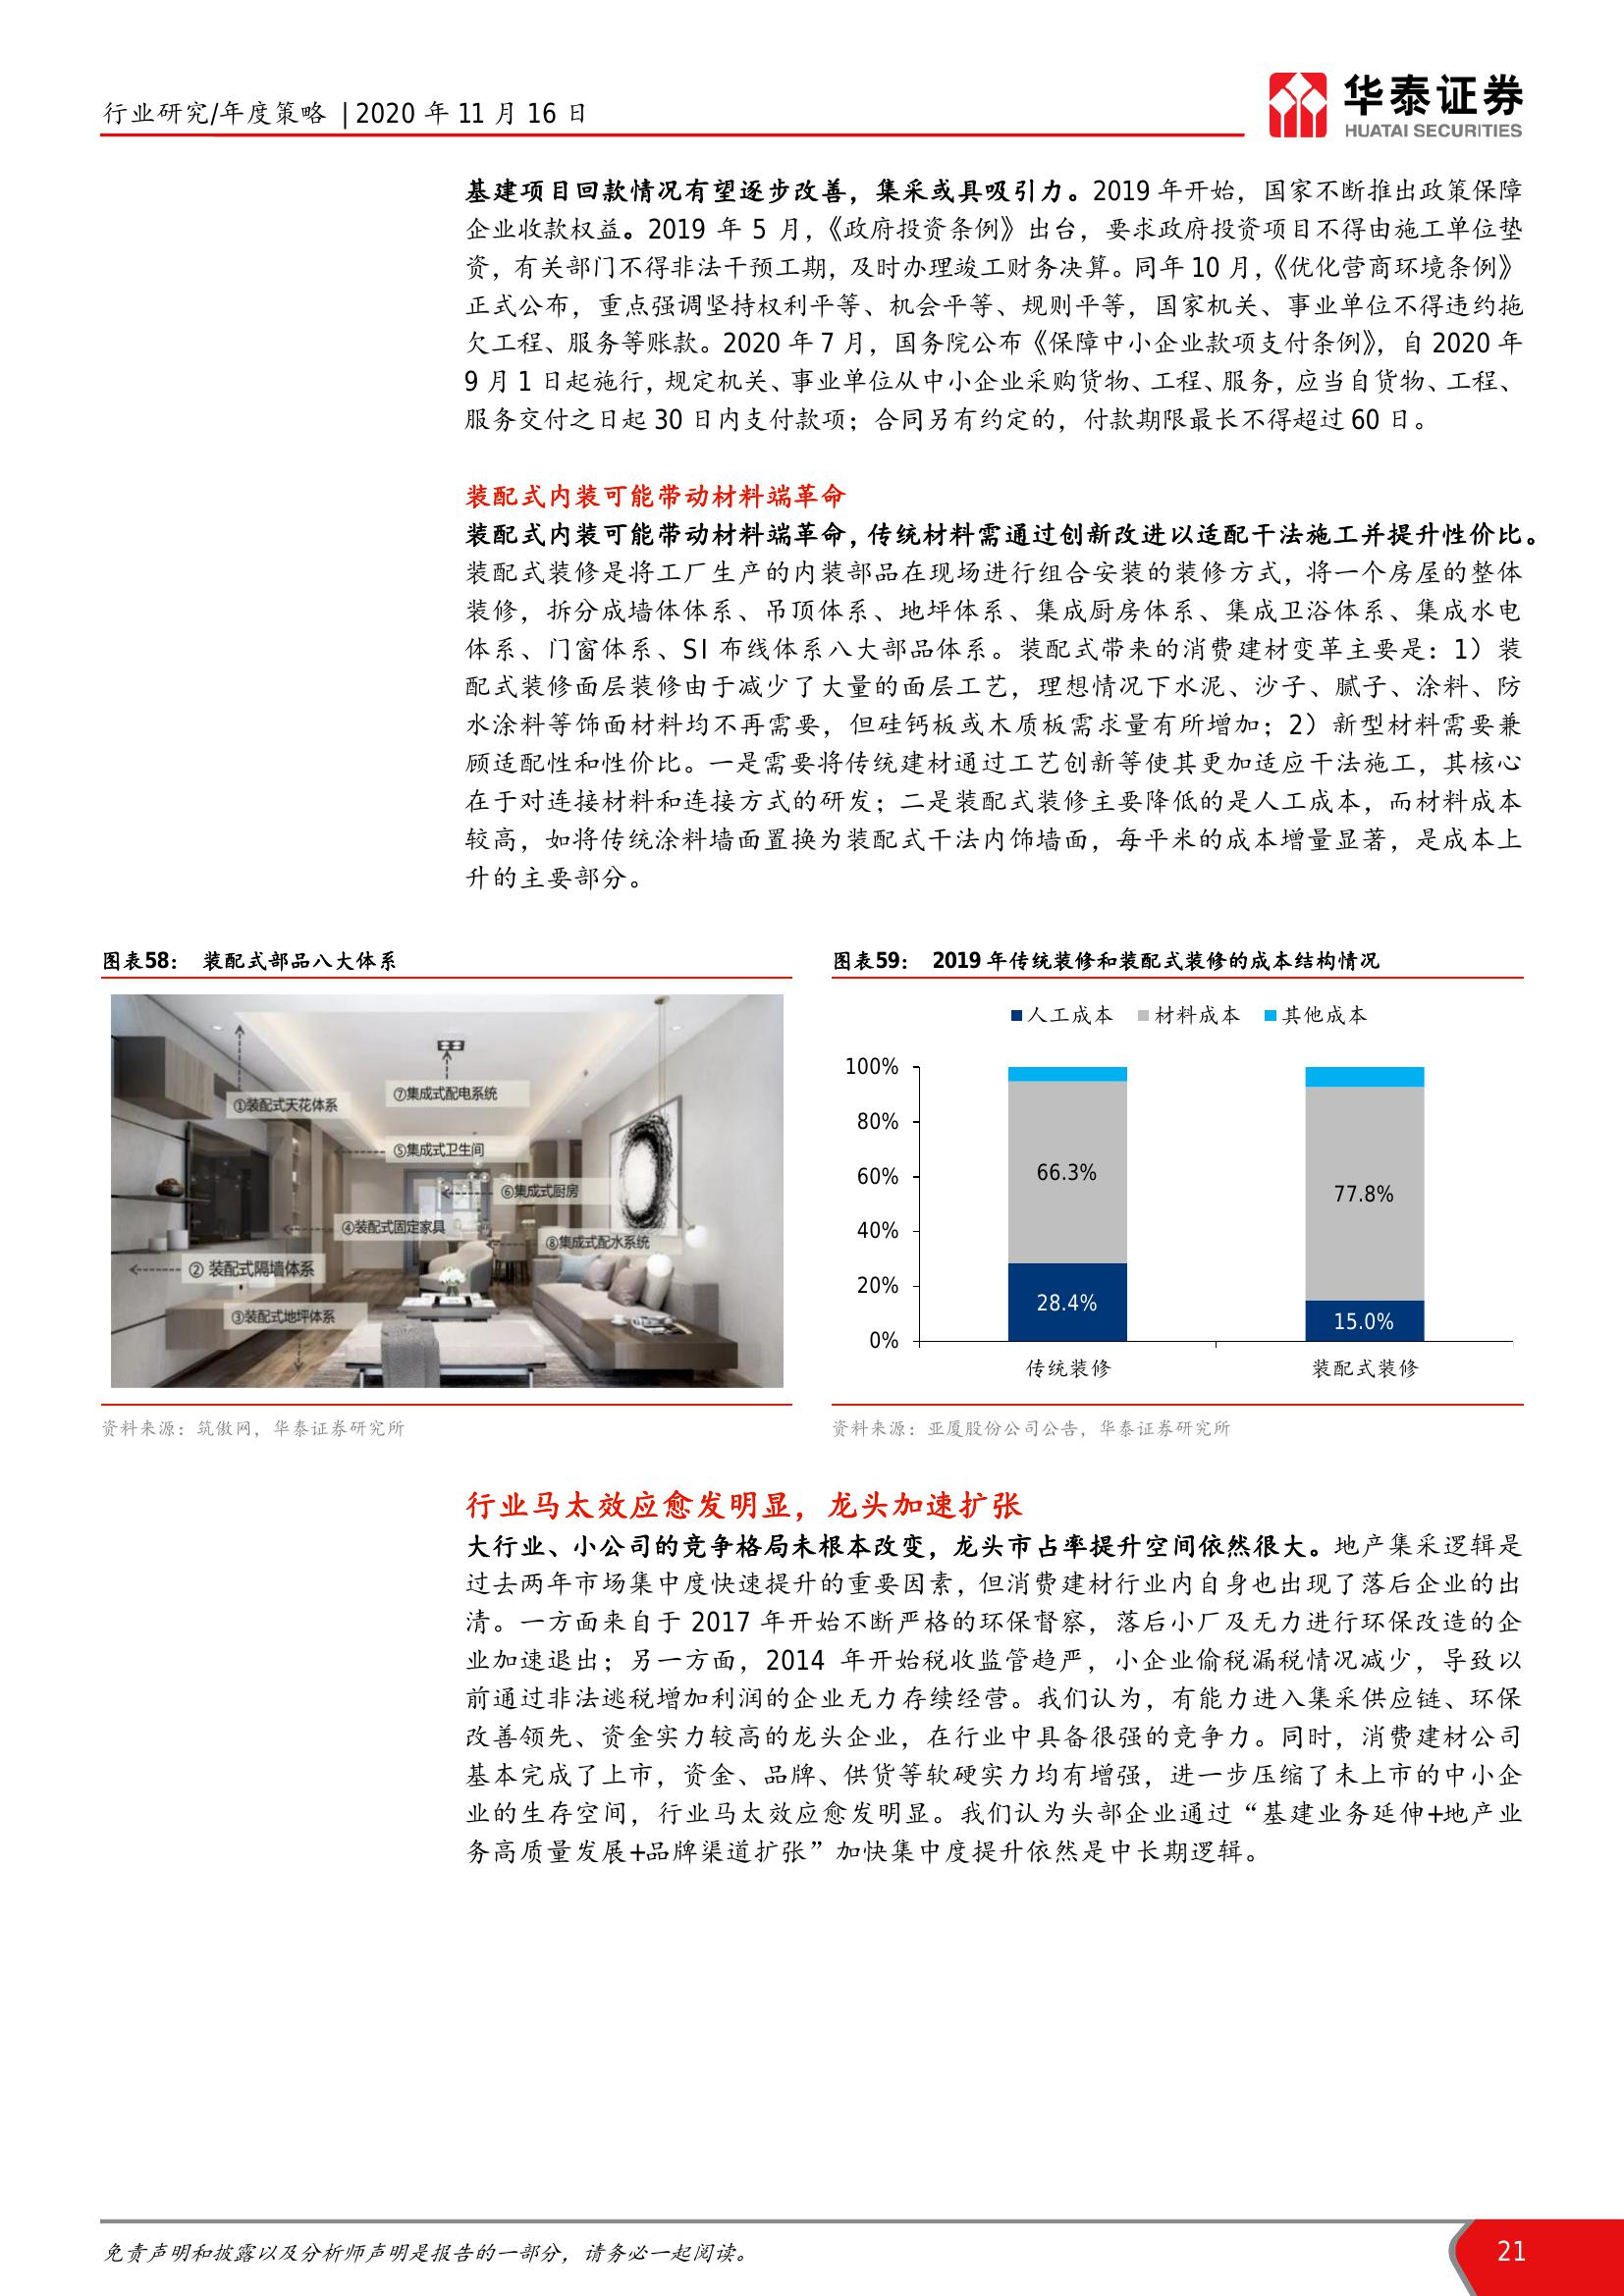 行业研究/年度策略 | 2020 年 11 月 16 日
华泰证券
HUATAI SECURITIES
基建项目回款情况有望逐步改善，集采或具吸引力。2019 年开始，国家不断推出政策保障
企业收款权益。2019 年 5 月，《政府投资条例》出台，要求政府投资项目不得由施工单位垫
资，有关部门不得非法干预工期，及时办理竣工财务决算。同年 10 月，《优化营商环境条例》
正式公布，重点强调坚持权利平等、机会平等、规则平等，国家机关、事业单位不得违约拖
欠工程、服务等账款。2020 年 7 月，国务院公布《保障中小企业款项支付条例》，自 2020 年
9 月 1 日起施行，规定机关、事业单位从中小企业采购货物、工程、服务，应当自货物、工程、
服务交付之日起 30 日内支付款项；合同另有约定的，付款期限最长不得超过 60 日。
装配式内装可能带动材料端革命
装配式内装可能带动材料端革命，传统材料需通过创新改进以适配干法施工并提升性价比。
装配式装修是将工厂生产的内装部品在现场进行组合安装的装修方式，将一个房屋的整体
装修，拆分成墙体体系、吊顶体系、地坪体系、集成厨房体系、集成卫浴体系、集成水电
体系、门窗体系、SI 布线体系八大部品体系。装配式带来的消费建材变革主要是：1）装
配式装修面层装修由于减少了大量的面层工艺，理想情况下水泥、沙子、腻子、涂料、防
水涂料等饰面材料均不再需要，但硅钙板或木质板需求量有所增加；2）新型材料需要兼
顾适配性和性价比。一是需要将传统建材通过工艺创新等使其更加适应干法施工，其核心
在于对连接材料和连接方式的研发；二是装配式装修主要降低的是人工成本，而材料成本
较高，如将传统涂料墙面置换为装配式干法内饰墙面，每平米的成本增量显著，是成本上
升的主要部分。
图表58： 装配式部品八大体系
①装配式天花体系
⑦集成式配电系统
⑤集成式卫生间
⑥集成式厨房
④装配式固定家具
⑧集成式配水系统
② 装配式隔墙体系
③装配式地坪体系
资料来源：筑傲网，华泰证券研究所
图表59： 2019 年传统装修和装配式装修的成本结构情况
人工成本 材料成本 其他成本
100%
80%
60%
40%
20%
0%
66.3%
28.4%
77.8%
15.0%
传统装修 装配式装修
资料来源：亚厦股份公司公告，华泰证券研究所
行业马太效应愈发明显，龙头加速扩张
大行业、小公司的竞争格局未根本改变，龙头市占率提升空间依然很大。地产集采逻辑是
过去两年市场集中度快速提升的重要因素，但消费建材行业内自身也出现了落后企业的出
清。一方面来自于 2017 年开始不断严格的环保督察，落后小厂及无力进行环保改造的企
业加速退出；另一方面，2014 年开始税收监管趋严，小企业偷税漏税情况减少，导致以
前通过非法逃税增加利润的企业无力存续经营。我们认为，有能力进入集采供应链、环保
改善领先、资金实力较高的龙头企业，在行业中具备很强的竞争力。同时，消费建材公司
基本完成了上市，资金、品牌、供货等软硬实力均有增强，进一步压缩了未上市的中小企
业的生存空间，行业马太效应愈发明显。我们认为头部企业通过“基建业务延伸+地产业
务高质量发展+品牌渠道扩张”加快集中度提升依然是中长期逻辑。
免责声明和披露以及分析师声明是报告的一部分，请务必一起阅读。
21